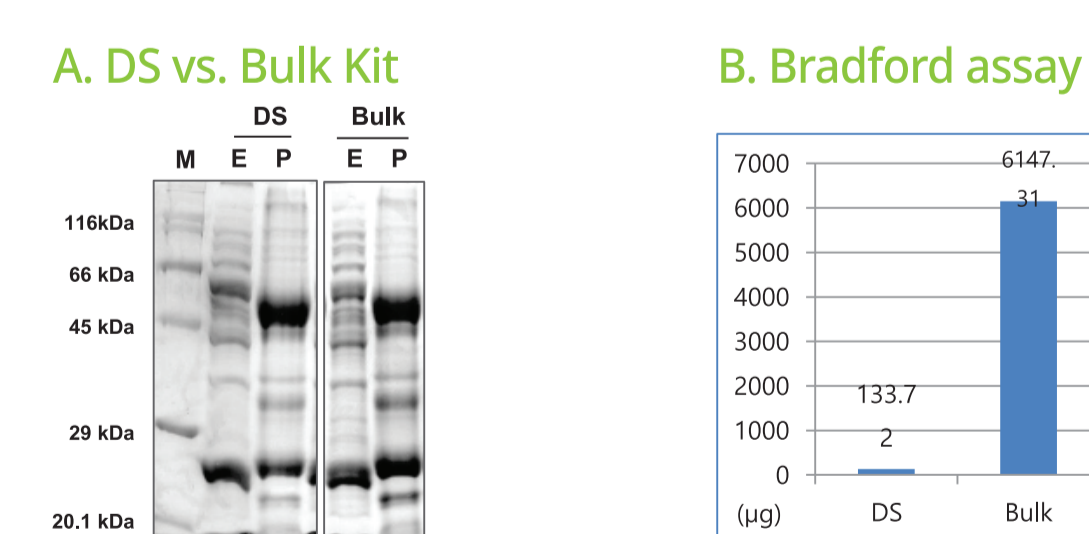 A. DS vs. Bulk Kit
DS Bulk
M E P E P
116kDa
66 kDa
45 kDa
29 kDa
20.1 kDa
B. Bradford assay
7000
6000
5000
4000
3000
2000
1000
0
(μg)
6147.
31
133.7
2
DS Bulk